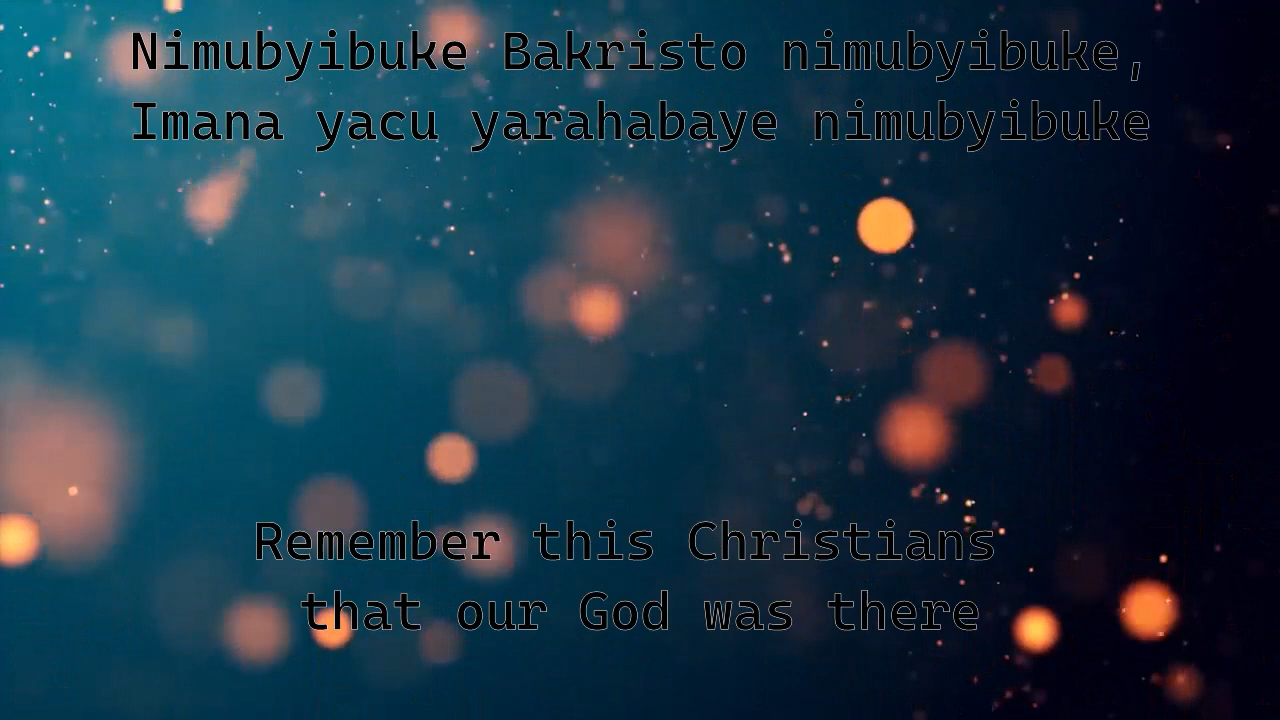 Nimubyibuke Bakristo nimubyibuke,
Imana yacu yarahabaye nimubyibuke
Remember this Christians
that our God was there